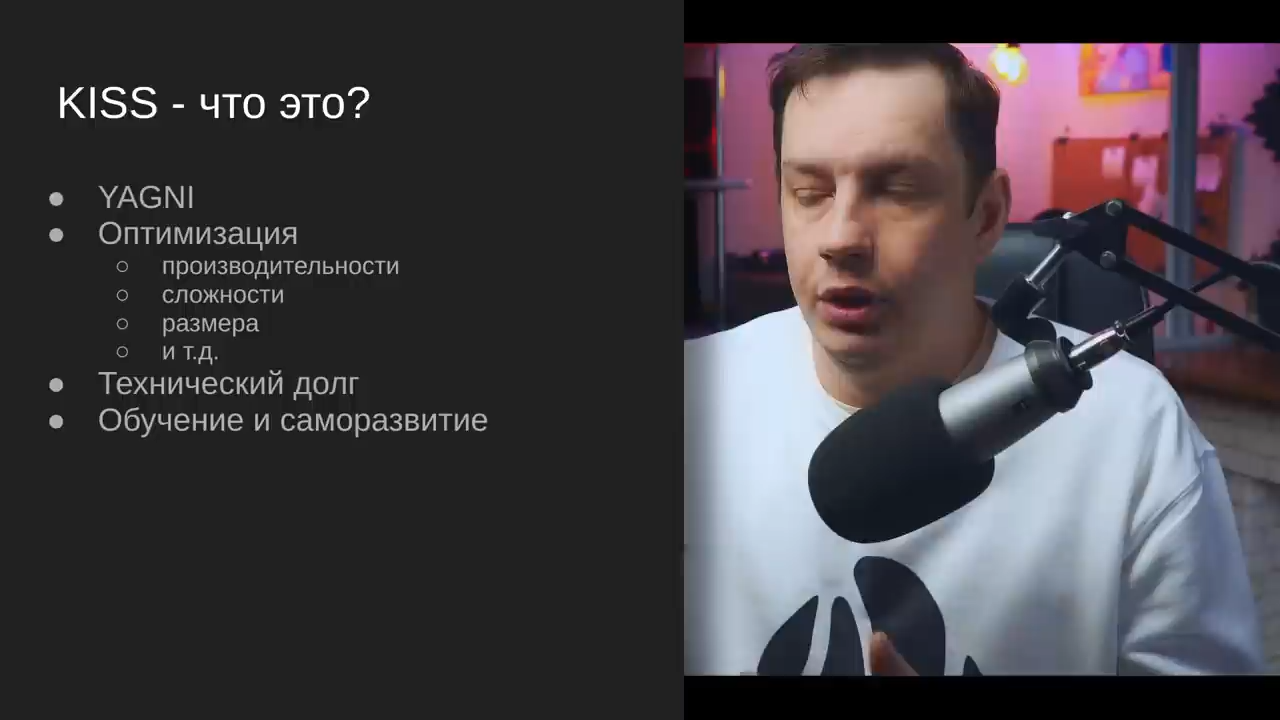 KISS - что это?
● YAGNI
● Оптимизация
○ производительности
○ сложности
○ размера
○ и т.д.
● Технический долг
● Обучение и саморазвитие